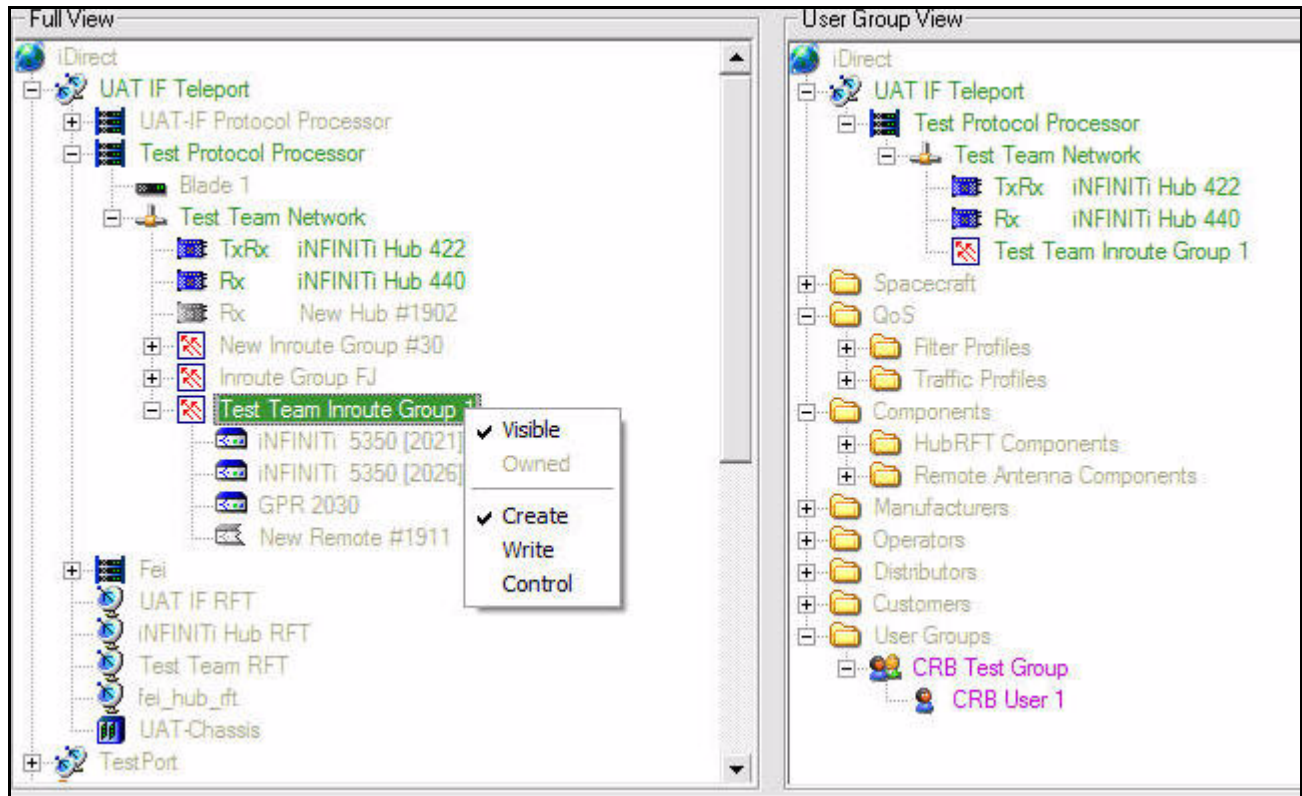 Full View
iDirect
UAT IF Teleport
UAT-IF Protocol Processor
Test Protocol Processor
Blade 1
Test Team Network
TxRx iNFINITi Hub 422
Rx iNFINITi Hub 440
Rx New Hub #1902
New Inroute Group #30
Inroute Group FJ
Test Team Inroute Group 1
iNFINITi 5350 [2021]
iNFINITi 5350 [2026]
GPR 2030
New Remote #1911
Fei
UAT IF RFT
iNFINITi Hub RFT
Test Team RFT
fei_hub_rft
UAT-Chassis
TestPort
Visible
Owned
Create
Write
Control
User Group View
iDirect
UAT IF Teleport
Test Protocol Processor
Test Team Network
TxRx iNFINITi Hub 422
Rx iNFINITi Hub 440
Test Team Inroute Group 1
Spacecraft
QoS
Filter Profiles
Traffic Profiles
Components
HubRFT Components
Remote Antenna Components
Manufacturers
Operators
Distributors
Customers
User Groups
CRB Test Group
CRB User 1